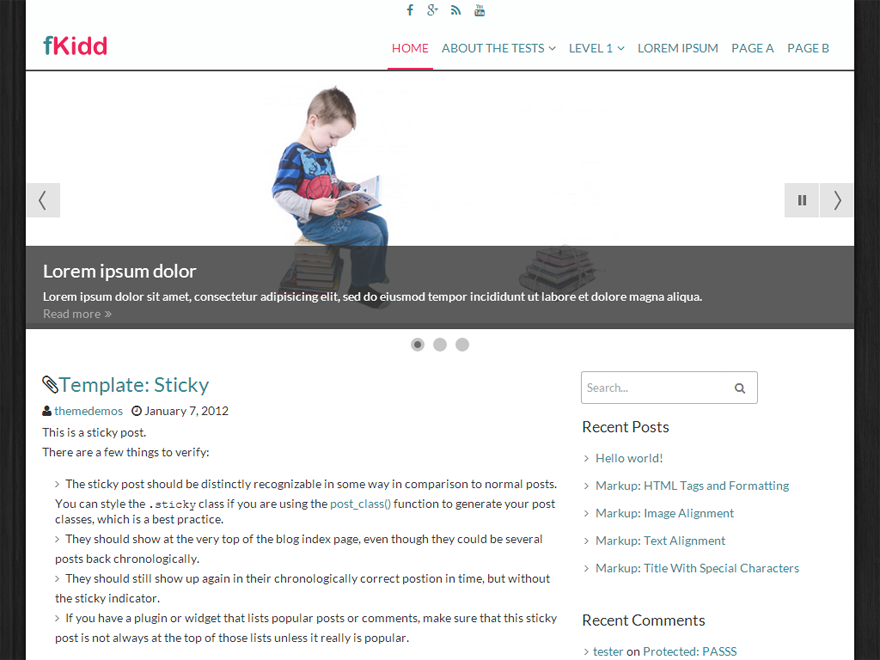 fKidd
HOME ABOUT THE TESTS LEVEL 1 LOREM IPSUM PAGE A PAGE B
Lorem ipsum dolor
Lorem ipsum dolor sit amet, consectetur adipisicing elit, sed do eiusmod tempor incididunt ut labore et dolore magna aliqua.
Read more »
Template: Sticky
themedemos January 7, 2012
This is a sticky post.
There are a few things to verify:
The sticky post should be distinctly recognizable in some way in comparison to normal posts.
You can style the .sticky class if you are using the post_class() function to generate your post
classes, which is a best practice.
They should show at the very top of the blog index page, even though they could be several
posts back chronologically.
They should still show up again in their chronologically correct postion in time, but without
the sticky indicator.
If you have a plugin or widget that lists popular posts or comments, make sure that this sticky
post is not always at the top of those lists unless it really is popular.
Search...
Recent Posts
Hello world!
Markup: HTML Tags and Formatting
Markup: Image Alignment
Markup: Text Alignment
Markup: Title With Special Characters
Recent Comments
tester on Protected: PASSS